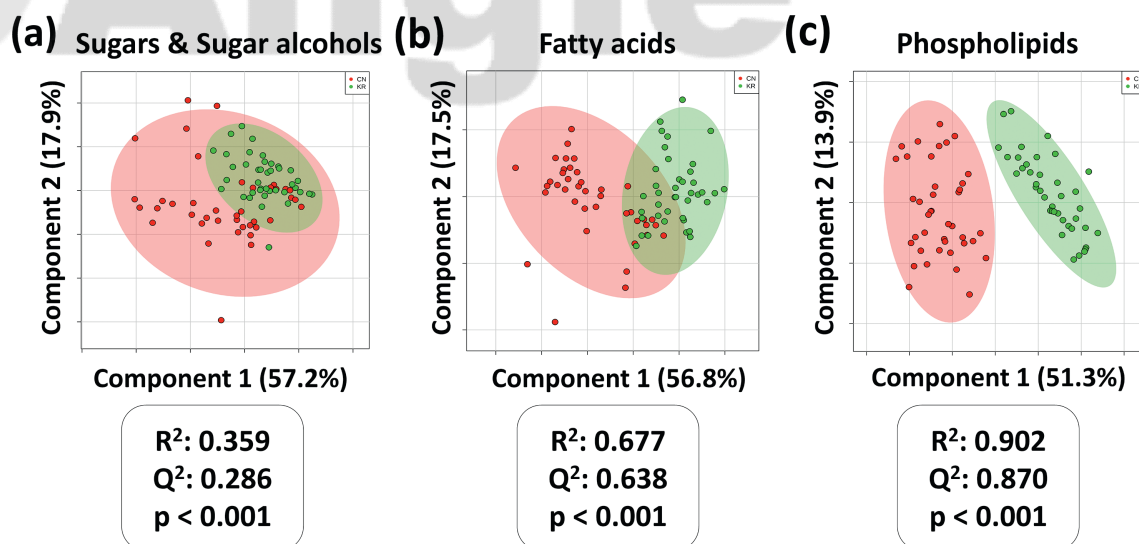 (a) Sugars & Sugar alcohols
Component 2 (17.9%)
CN
KR
Component 1 (57.2%)
R²: 0.359
Q²: 0.286
p < 0.001
(b) Fatty acids
Component 2 (17.5%)
CN
KR
Component 1 (56.8%)
R²: 0.677
Q²: 0.638
p < 0.001
(c) Phospholipids
Component 2 (13.9%)
Component 1 (51.3%)
R²: 0.902
Q²: 0.870
p < 0.001